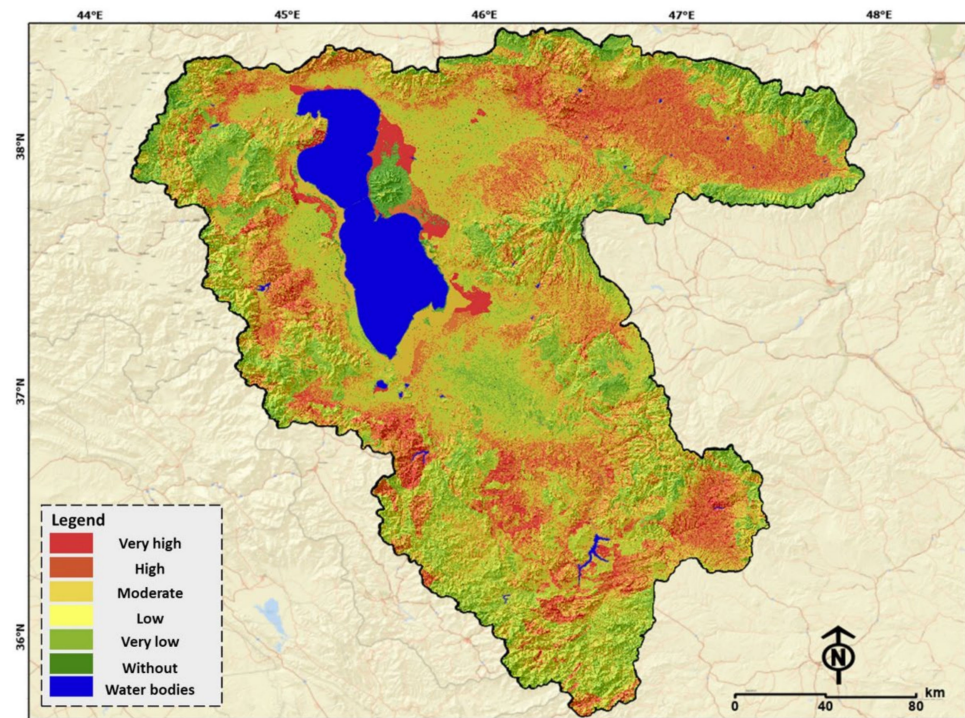 44°E 45°E 46°E 47°E 48°E
38°N
37°N
36°N
Legend
Very high
High
Moderate
Low
Very low
Without
Water bodies
N
km
0 40 80